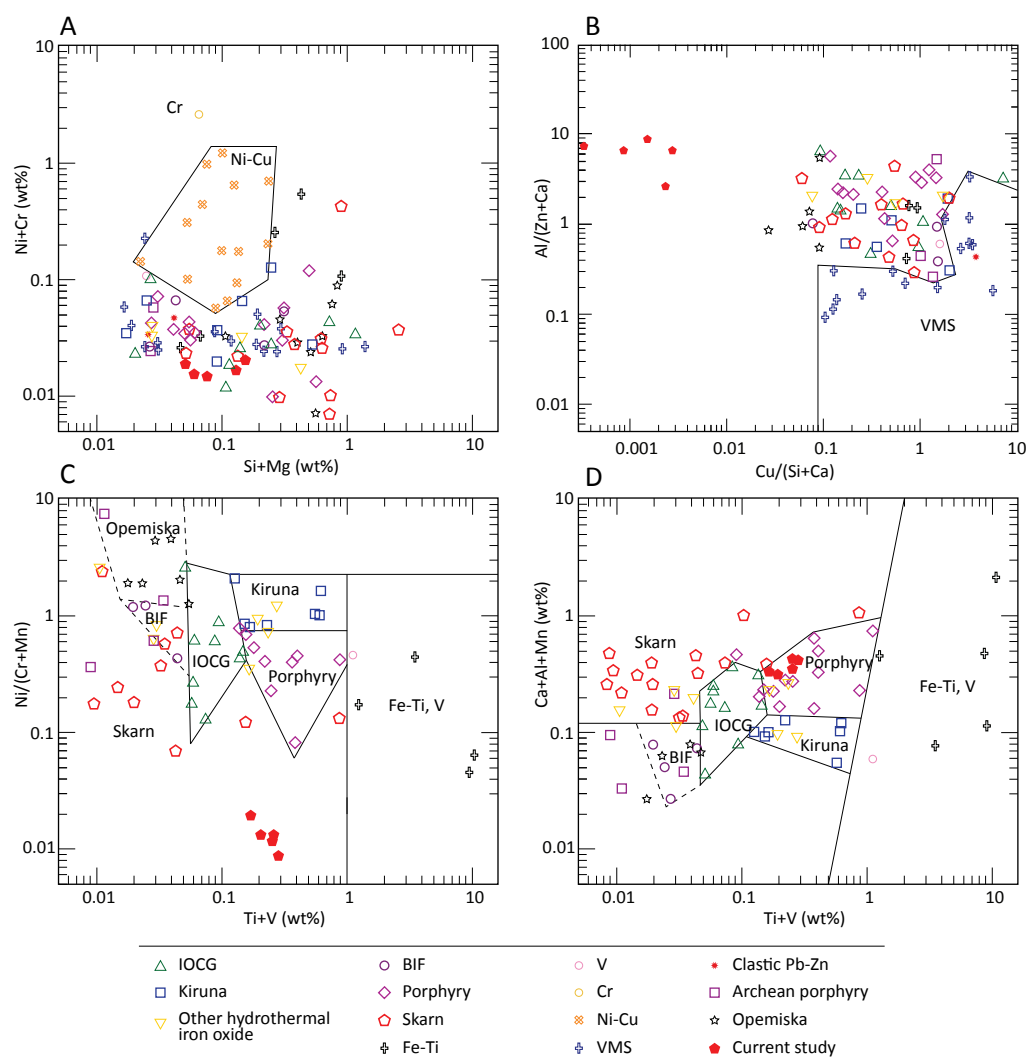 A
10
1
0.1
0.01
Ni+Cr (wt%)
Cr
Ni-Cu
0.01
0.1
1
10
Si+Mg (wt%)
B
100
10
1
0.1
0.01
Al/(Zn+Ca)
VMS
0.001
0.01
0.1
1
10
Cu/(Si+Ca)
C
10
1
0.1
0.01
Ni/(Cr+Mn)
Opemiska
BIF
Skarn
IOCG
Kiruna
Porphyry
Fe-Ti, V
0.01
0.1
1
10
Ti+V (wt%)
D
10
1
0.1
0.01
Ca+Al+Mn (wt%)
Skarn
Porphyry
IOCG
BIF
Kiruna
Fe-Ti, V
0.01
0.1
1
10
Ti+V (wt%)
IOCG
Kiruna
Other hydrothermal
iron oxide
BIF
Porphyry
Skarn
Fe-Ti
V
Cr
Ni-Cu
VMS
Clastic Pb-Zn
Archean porphyry
Opemiska
Current study